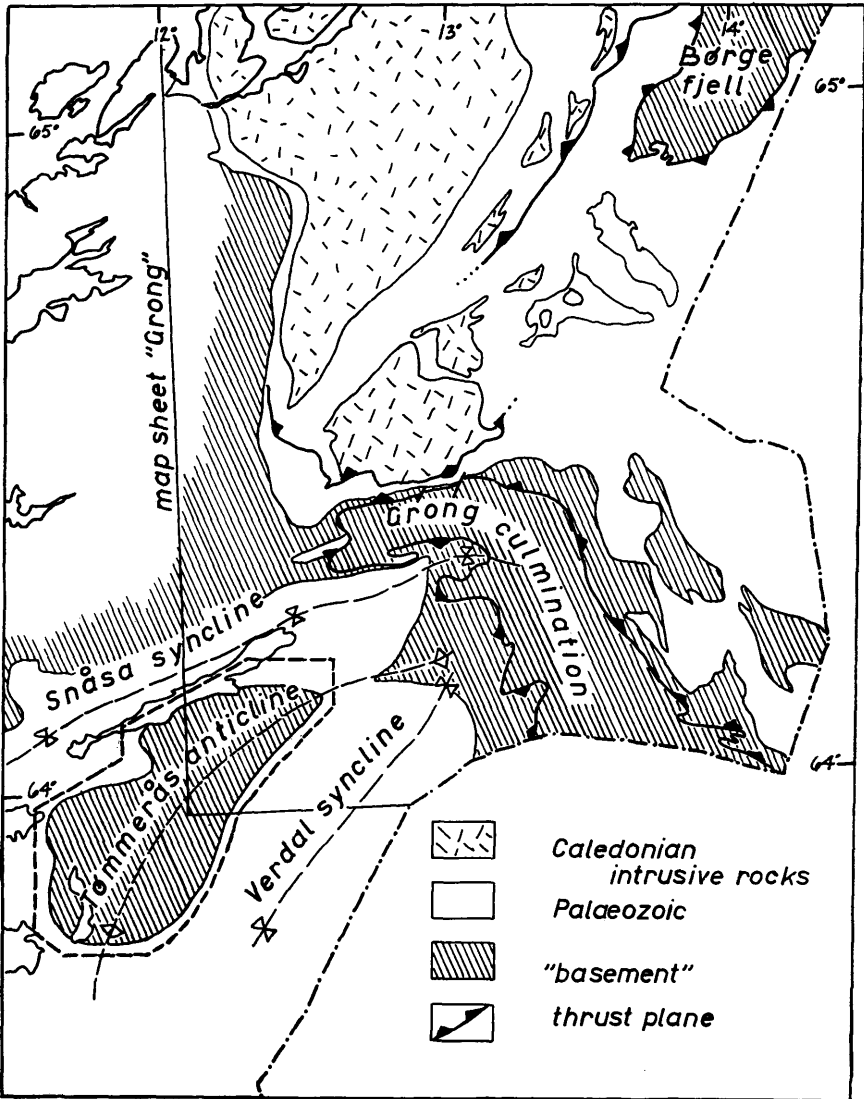 12°
13°
14°
Børge
fjell
65°
65°
map sheet "Grong"
Grong culmination
Snåsa syncline
Tømmerås anticline
Verdal syncline
64°
64°
Caledonian
intrusive rocks
Palaeozoic
"basement"
thrust plane